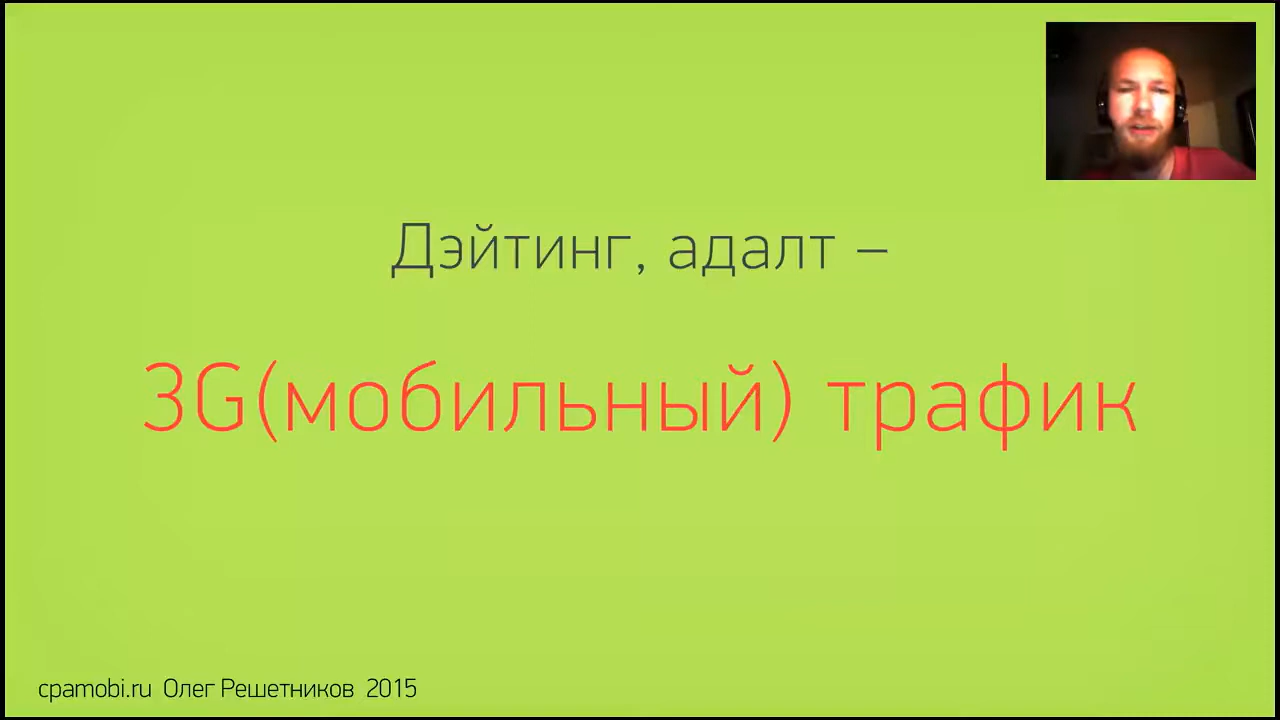 Дэйтинг, адалт –
3G(мобильный) трафик
cpamobi.ru Олег Решетников 2015